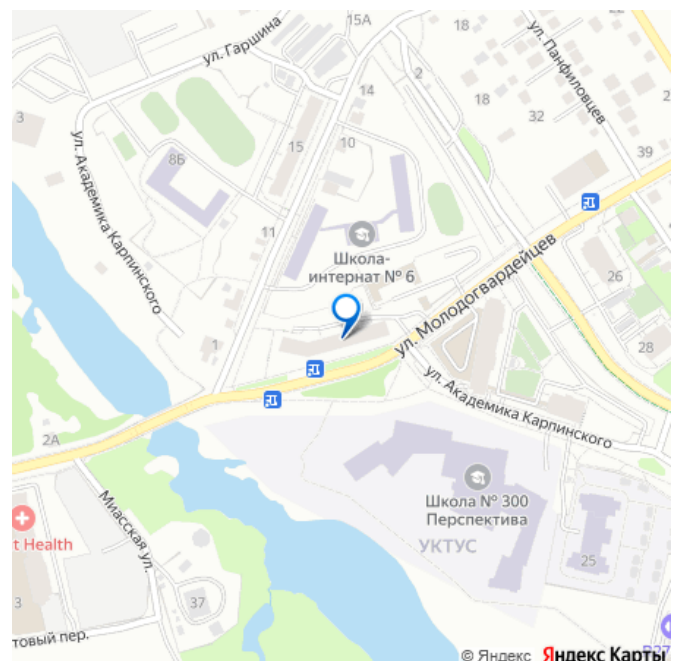 15А
18
ул. Гаршина
ул. Панфиловцев
2
14
18
32
3
15
10
39
8б
ул. Академика Карпинского
11
Школа-
интернат № 6
ул. Молодогвардейцев
26
1
28
ул. Академика Карпинского
2А
Миасская ул.
Школа № 300
Перспектива
t Health
УКТУС
25
3
37
товый пер.
© Яндекс Яндекс Карты